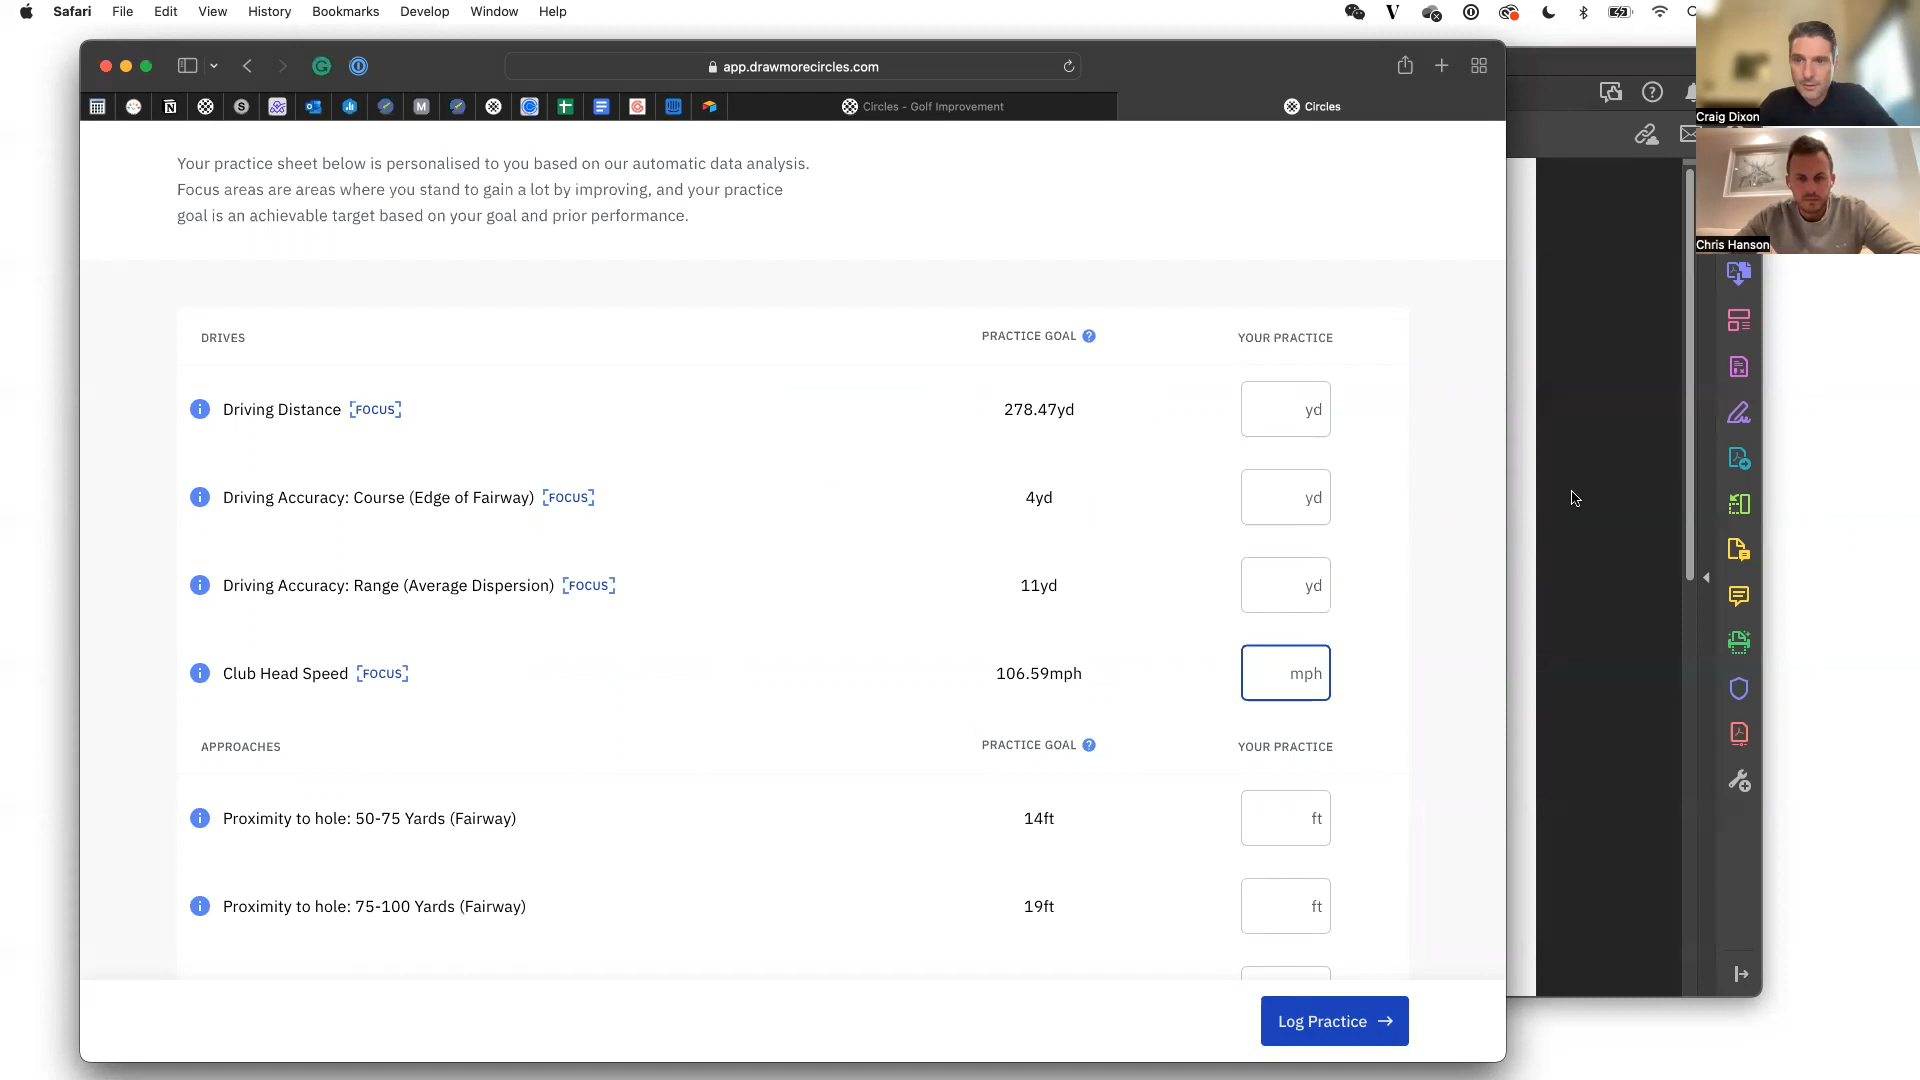 Safari File Edit View History Bookmarks Develop Window Help
app.drawmorecircles.com
Circles - Golf Improvement
Circles
Craig Dixon
Chris Hanson
Your practice sheet below is personalised to you based on our automatic data analysis.
Focus areas are areas where you stand to gain a lot by improving, and your practice
goal is an achievable target based on your goal and prior performance.
DRIVES PRACTICE GOAL ? YOUR PRACTICE
i Driving Distance [FOCUS] 278.47yd yd
i Driving Accuracy: Course (Edge of Fairway) [FOCUS] 4yd yd
i Driving Accuracy: Range (Average Dispersion) [FOCUS] 11yd yd
i Club Head Speed [FOCUS] 106.59mph mph
APPROACHES PRACTICE GOAL ? YOUR PRACTICE
i Proximity to hole: 50-75 Yards (Fairway) 14ft ft
i Proximity to hole: 75-100 Yards (Fairway) 19ft ft
Log Practice →